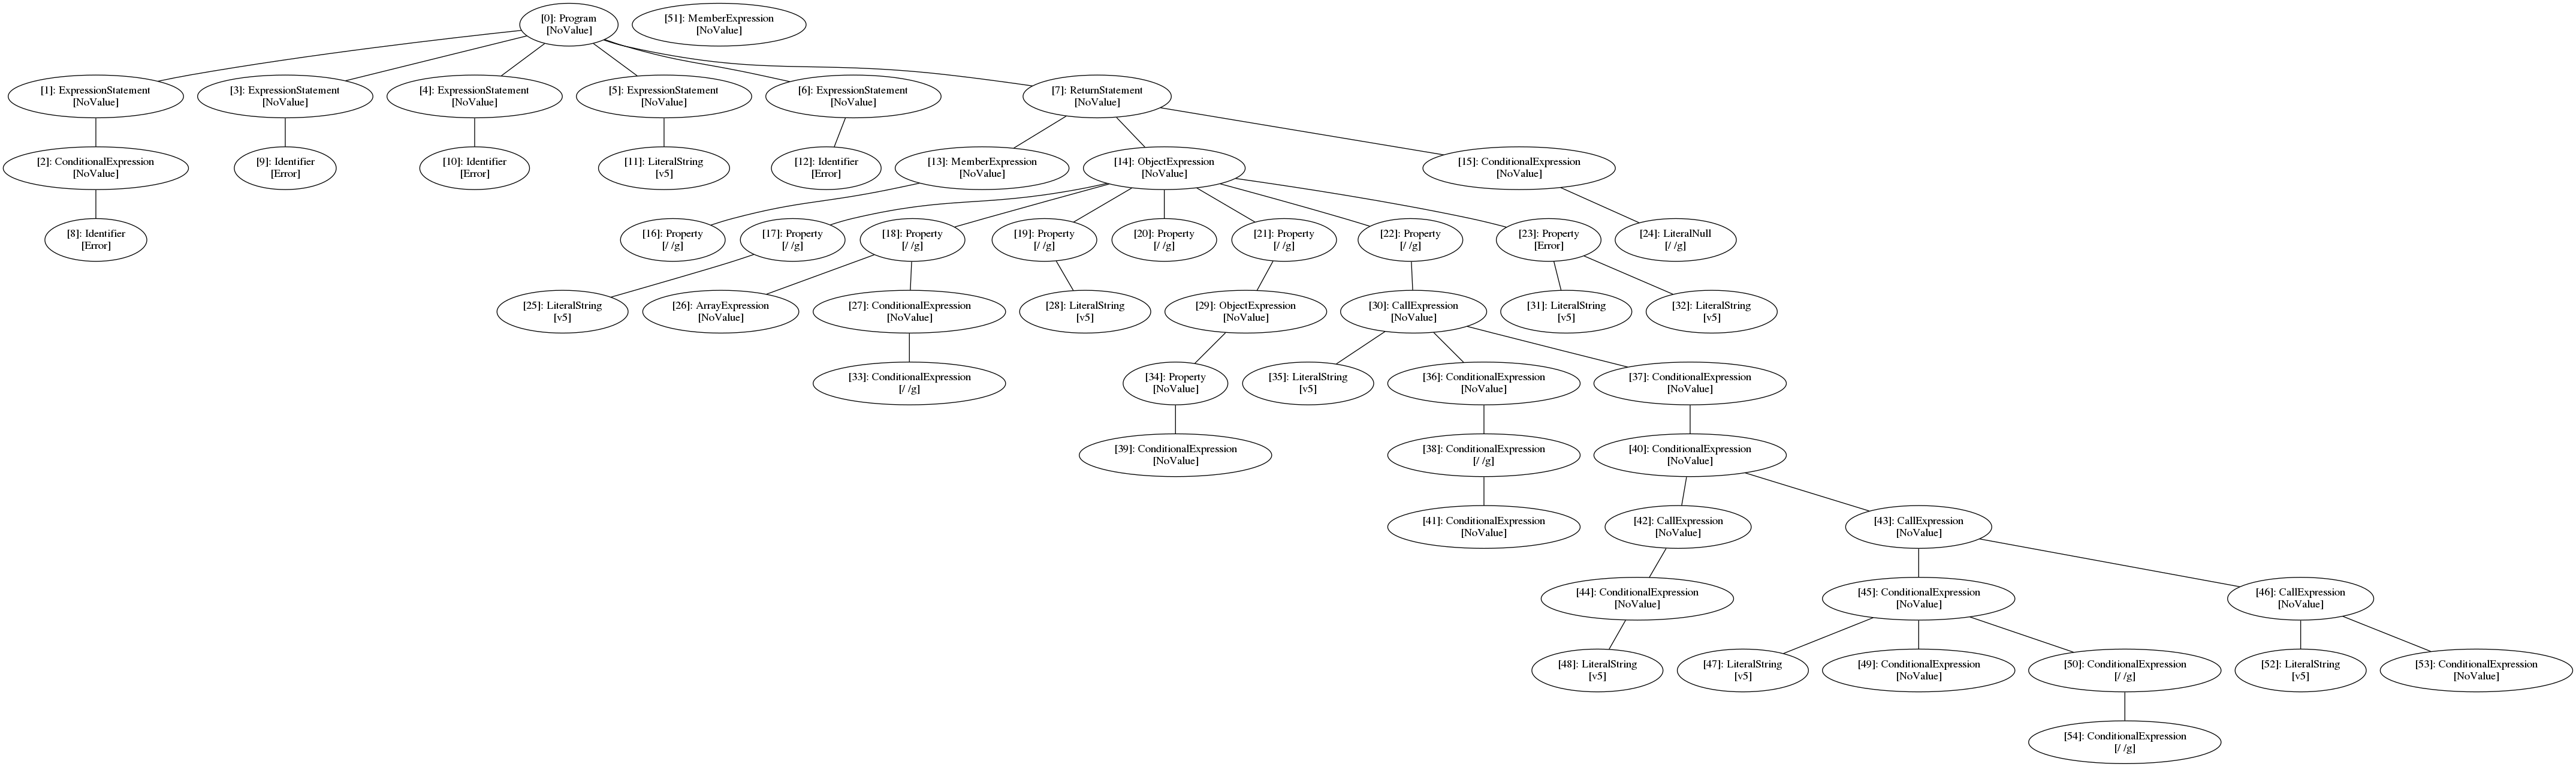 [0]: Program
[NoValue]
[51]: MemberExpression
[NoValue]
[1]: ExpressionStatement
[NoValue]
[3]: ExpressionStatement
[NoValue]
[4]: ExpressionStatement
[NoValue]
[5]: ExpressionStatement
[NoValue]
[6]: ExpressionStatement
[NoValue]
[7]: ReturnStatement
[NoValue]
[2]: ConditionalExpression
[NoValue]
[9]: Identifier
[Error]
[10]: Identifier
[Error]
[11]: LiteralString
[v5]
[12]: Identifier
[Error]
[13]: MemberExpression
[NoValue]
[14]: ObjectExpression
[NoValue]
[15]: ConditionalExpression
[NoValue]
[8]: Identifier
[Error]
[16]: Property
[/ /g]
[17]: Property
[/ /g]
[18]: Property
[/ /g]
[19]: Property
[/ /g]
[20]: Property
[/ /g]
[21]: Property
[/ /g]
[22]: Property
[/ /g]
[23]: Property
[Error]
[24]: LiteralNull
[/ /g]
[25]: LiteralString
[v5]
[26]: ArrayExpression
[NoValue]
[27]: ConditionalExpression
[NoValue]
[28]: LiteralString
[v5]
[29]: ObjectExpression
[NoValue]
[30]: CallExpression
[NoValue]
[31]: LiteralString
[v5]
[32]: LiteralString
[v5]
[33]: ConditionalExpression
[/ /g]
[34]: Property
[NoValue]
[35]: LiteralString
[v5]
[36]: ConditionalExpression
[NoValue]
[37]: ConditionalExpression
[NoValue]
[39]: ConditionalExpression
[NoValue]
[38]: ConditionalExpression
[/ /g]
[40]: ConditionalExpression
[NoValue]
[41]: ConditionalExpression
[NoValue]
[42]: CallExpression
[NoValue]
[43]: CallExpression
[NoValue]
[44]: ConditionalExpression
[NoValue]
[45]: ConditionalExpression
[NoValue]
[46]: CallExpression
[NoValue]
[48]: LiteralString
[v5]
[47]: LiteralString
[v5]
[49]: ConditionalExpression
[NoValue]
[50]: ConditionalExpression
[/ /g]
[52]: LiteralString
[v5]
[53]: ConditionalExpression
[NoValue]
[54]: ConditionalExpression
[/ /g]